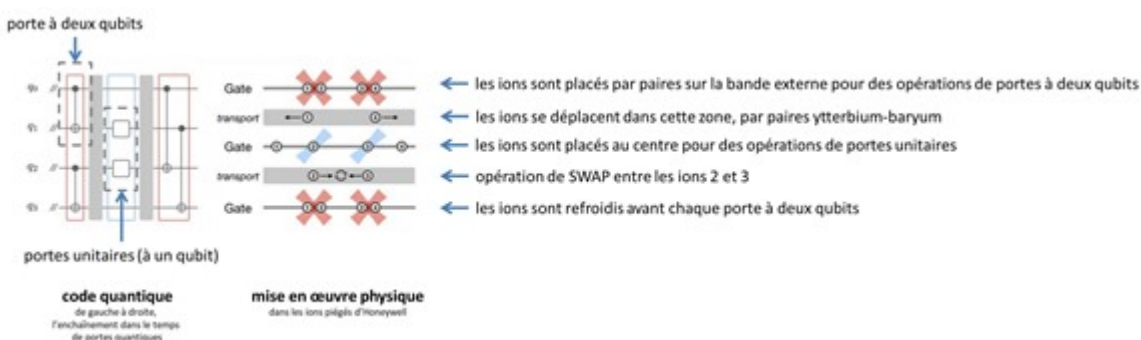 porte à deux qubits
Gate
les ions sont placés par paires sur la bande externe pour des opérations de portes à deux qubits
transport
les ions se déplacent dans cette zone, par paires ytterbium-baryum
Gate
les ions sont placés au centre pour des opérations de portes unitaires
transport
opération de SWAP entre les ions 2 et 3
Gate
les ions sont refroidis avant chaque porte à deux qubits
portes unitaires (à un qubit)
code quantique
de gauche à droite,
l'enchaînement dans le temps
de portes quantiques
mise en œuvre physique
dans les ions piégés d'Honeywell